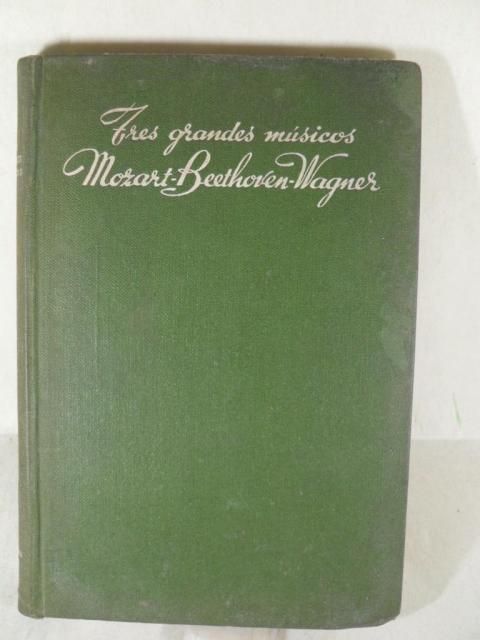 Tres grandes músicos
Mozart-Beethoven-Wagner